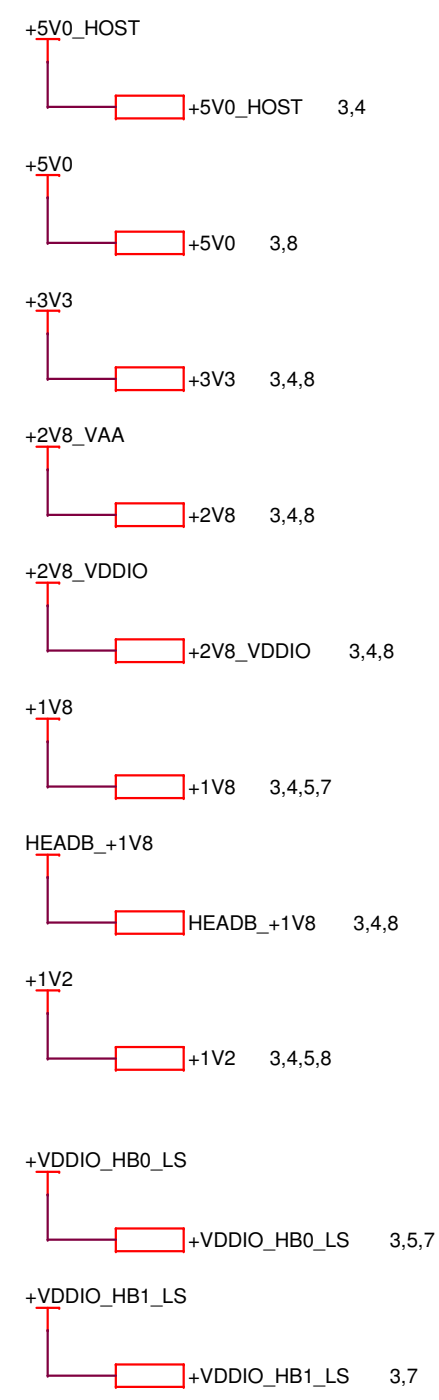 +5V0_HOST
+5V0_HOST 3,4
+5V0
+5V0 3,8
+3V3
+3V3 3,4,8
+2V8_VAA
+2V8 3,4,8
+2V8_VDDIO
+2V8_VDDIO 3,4,8
+1V8
+1V8 3,4,5,7
HEADB_+1V8
HEADB_+1V8 3,4,8
+1V2
+1V2 3,4,5,8
+VDDIO_HB0_LS
+VDDIO_HB0_LS 3,5,7
+VDDIO_HB1_LS
+VDDIO_HB1_LS 3,7